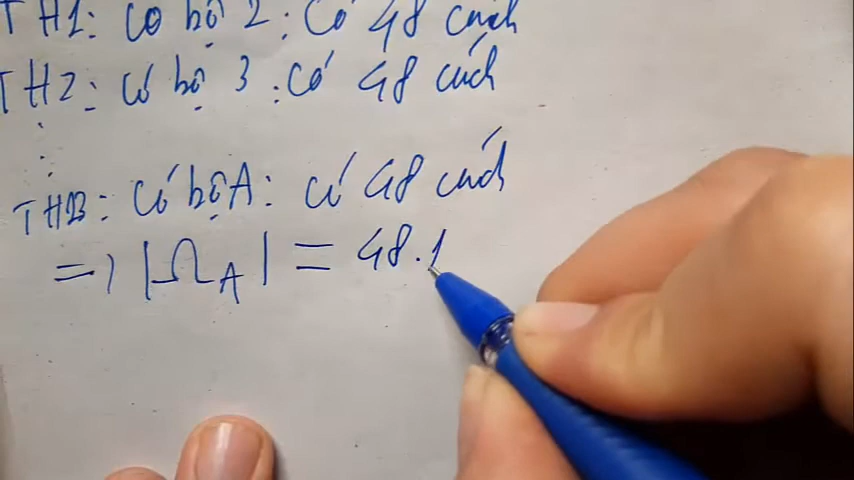 TH1: có bộ 2: Có 48 cách
TH2: có bộ 3: có 48 cách
:
TH13: có bộ A: có 48 cách
=> |Ω_A| = 48.1